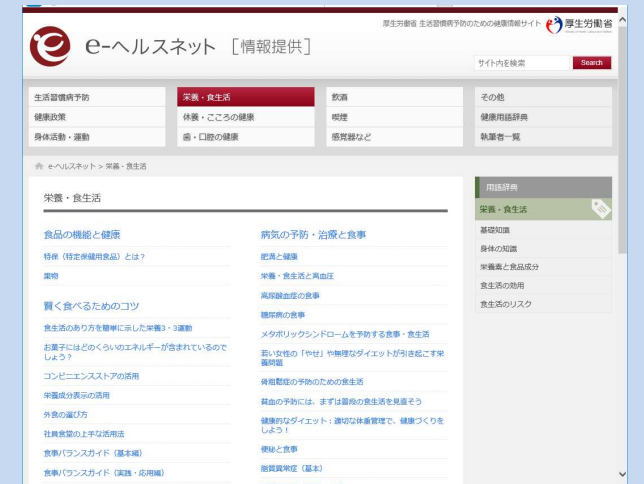 厚生労働省 生活習慣病予防のための健康情報サイト
厚生労働省
e-ヘルスネット [情報提供]
サイト内を検索
Search
生活習慣病予防
栄養・食生活
飲酒
その他
健康政策
休養・こころの健康
喫煙
健康用語辞典
身体活動・運動
歯・口腔の健康
感覚器など
執筆者一覧
e-ヘルスネット > 栄養・食生活
栄養・食生活
食品の機能と健康
特保（特定保健用食品）とは？
果物
賢く食べるためのコツ
食生活のあり方を簡単に示した栄養3・3運動
お菓子にはどのくらいのエネルギーが含まれているので
しょう？
コンビニエンスストアの活用
栄養成分表示の活用
外食の選び方
社員食堂の上手な活用法
食事バランスガイド（基本編）
食事バランスガイド（実践・応用編）
病気の予防・治療と食事
肥満と健康
栄養・食生活と高血圧
高尿酸血症の食事
糖尿病の食事
メタボリックシンドロームを予防する食事・食生活
若い女性の「やせ」や無理なダイエットが引き起こす栄
養問題
骨粗鬆症の予防のための食生活
貧血の予防には、まずは普段の食生活を見直そう
健康的なダイエット：適切な体重管理で、健康づくりを
しよう！
便秘と食事
脂質異常症（基本）
用語辞典
栄養・食生活
基礎知識
身体の知識
栄養素と食品成分
食生活の効用
食生活のリスク